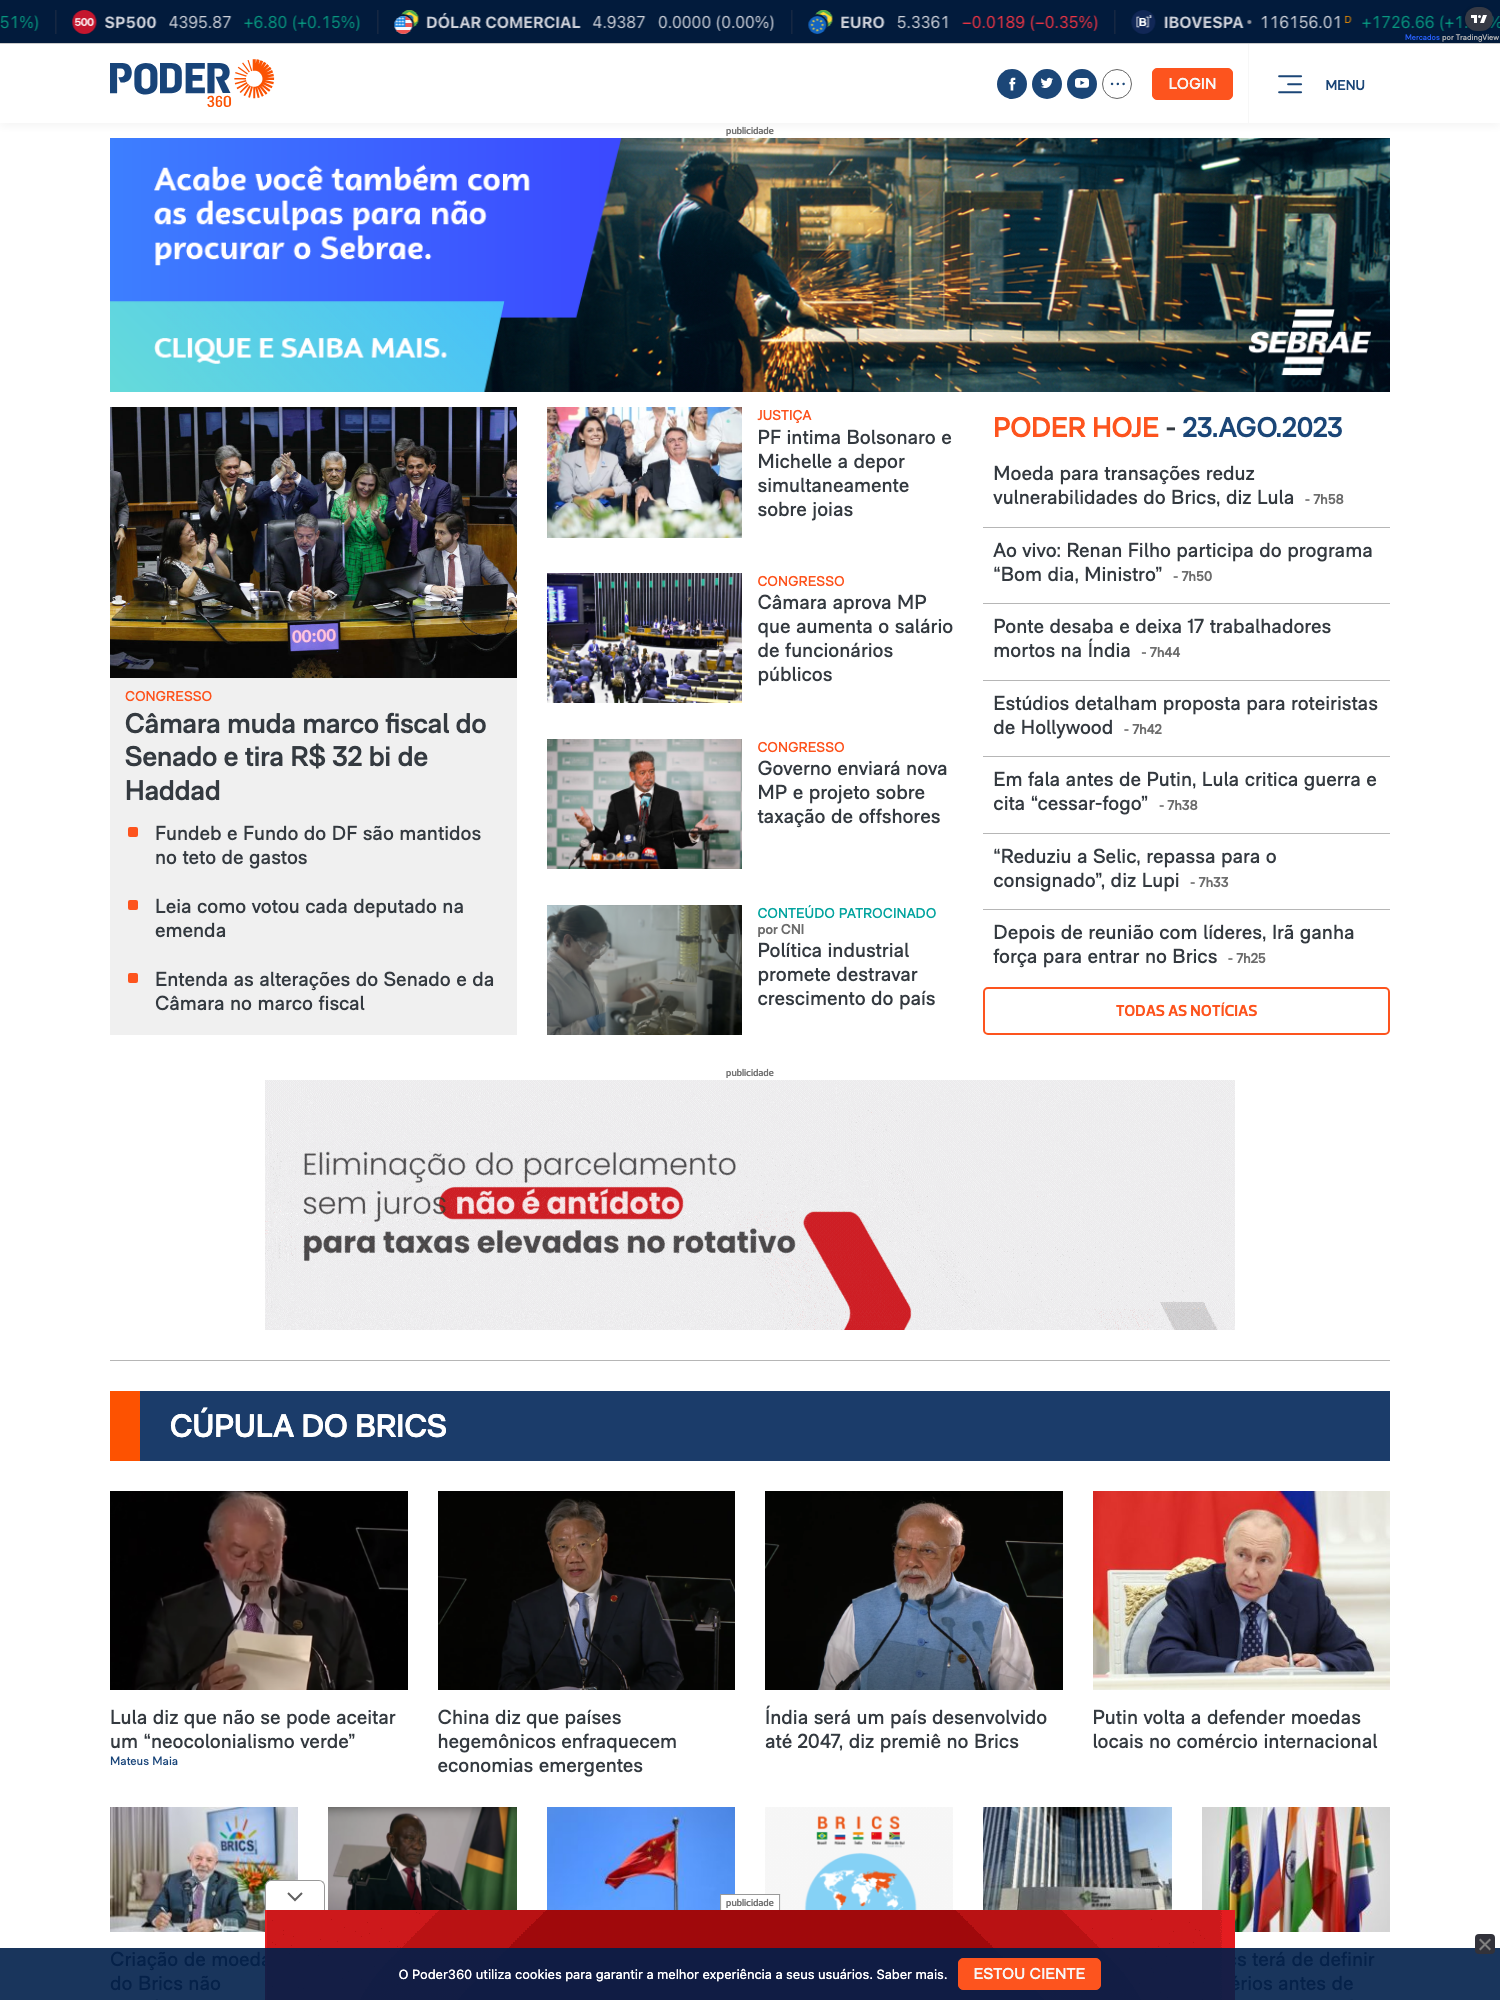 51%)
500 SP500 4395.87 +6.80 (+0.15%)
DÓLAR COMERCIAL 4.9387 0.0000 (0.00%)
EURO 5.3361 −0.0189 (−0.35%)
B IBOVESPA • 116156.01 D +1726.66 (+1.
Mercados por TradingView
PODER
360
LOGIN
MENU
publicidade
Acabe você também com
as desculpas para não
procurar o Sebrae.
CLIQUE E SAIBA MAIS.
CARD
SEBRAE
00:00
CONGRESSO
Câmara muda marco fiscal do
Senado e tira R$ 32 bi de
Haddad
Fundeb e Fundo do DF são mantidos
no teto de gastos
Leia como votou cada deputado na
emenda
Entenda as alterações do Senado e da
Câmara no marco fiscal
JUSTIÇA
PF intima Bolsonaro e
Michelle a depor
simultaneamente
sobre joias
CONGRESSO
Câmara aprova MP
que aumenta o salário
de funcionários
públicos
CONGRESSO
Governo enviará nova
MP e projeto sobre
taxação de offshores
CONTEÚDO PATROCINADO
por CNI
Política industrial
promete destravar
crescimento do país
PODER HOJE - 23.AGO.2023
Moeda para transações reduz
vulnerabilidades do Brics, diz Lula - 7h58
Ao vivo: Renan Filho participa do programa
“Bom dia, Ministro” - 7h50
Ponte desaba e deixa 17 trabalhadores
mortos na Índia - 7h44
Estúdios detalham proposta para roteiristas
de Hollywood - 7h42
Em fala antes de Putin, Lula critica guerra e
cita “cessar-fogo” - 7h38
“Reduziu a Selic, repassa para o
consignado”, diz Lupi - 7h33
Depois de reunião com líderes, Irã ganha
força para entrar no Brics - 7h25
TODAS AS NOTÍCIAS
publicidade
Eliminação do parcelamento
sem juros não é antídoto
para taxas elevadas no rotativo
CÚPULA DO BRICS
Lula diz que não se pode aceitar
um “neocolonialismo verde”
Mateus Maia
China diz que países
hegemônicos enfraquecem
economias emergentes
Índia será um país desenvolvido
até 2047, diz premiê no Brics
Putin volta a defender moedas
locais no comércio internacional
BRICS
BRICS
publicidade
Criação de moeda
do Brics não
s terá de definir
érios antes de
O Poder360 utiliza cookies para garantir a melhor experiência a seus usuários. Saber mais.
ESTOU CIENTE